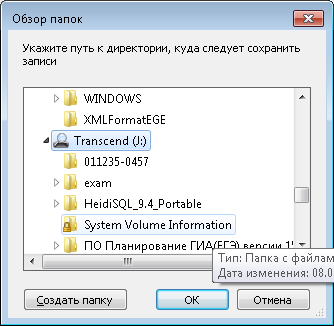 Обзор папок
Укажите путь к директории, куда следует сохранить
записи
WINDOWS
XMLFormatEGE
Transcend (J:)
011235-0457
exam
HeidiSQL_9.4_Portable
System Volume Information
ПО Планирование ГИА(ЕГЭ) версии 1
Тип: Папка с файлам
Дата изменения: 08.0
Создать папку
ОК
Отмена